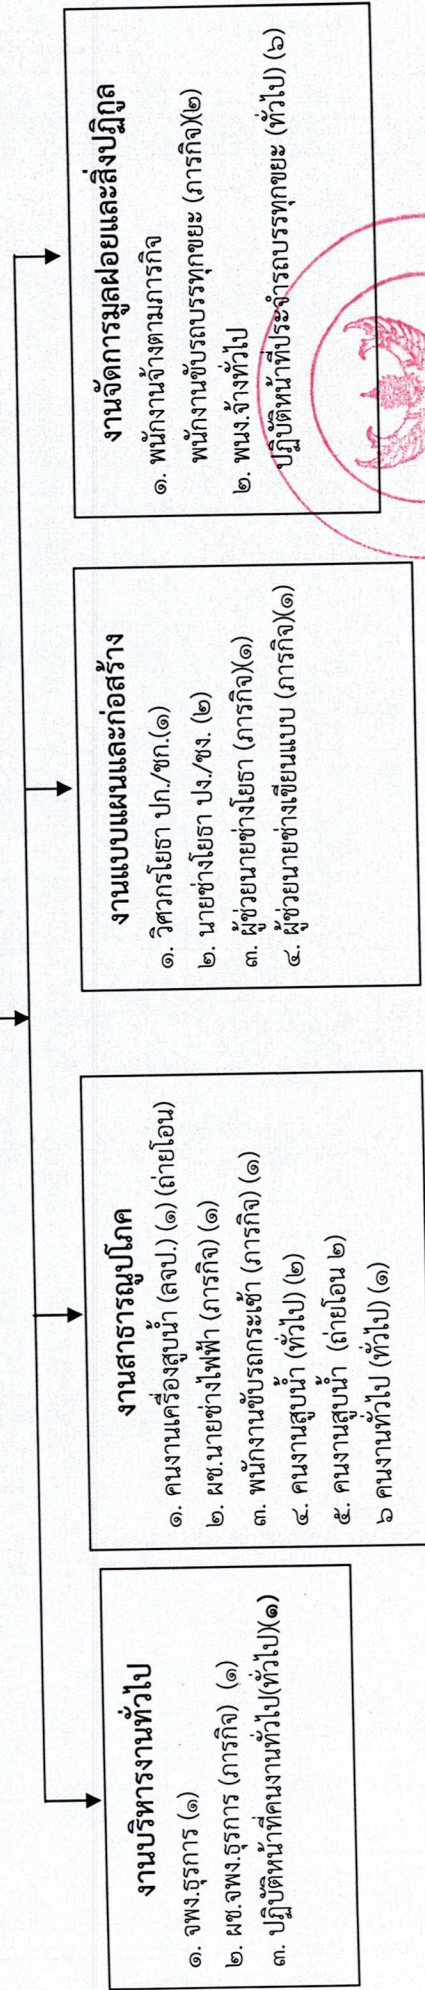 งานบริหารงานทั่วไป
๑. จพง.ธุรการ (๑)
๒. ผช.จพง.ธุรการ (ภารกิจ) (๑)
๓. ปฏิบัติหน้าที่คนงานทั่วไป(ทั่วไป)(๑)
งานสาธารณูปโภค
๑. คนงานเครื่องสูบน้ำ (ลจป.) (๑) (ถ่ายโอน)
๒. ผช.นายช่างไฟฟ้า (ภารกิจ) (๑)
๓. พนักงานขับรถกระเช้า (ภารกิจ) (๑)
๔. คนงานสูบน้ำ (ทั่วไป) (๒)
๕. คนงานสูบน้ำ (ถ่ายโอน ๒)
๖ คนงานทั่วไป (ทั่วไป) (๑)
งานแบบแผนและก่อสร้าง
๑. วิศวกรโยธา ปก./ชก.(๑)
๒. นายช่างโยธา ปง./ชง. (๒)
๓. ผู้ช่วยนายช่างโยธา (ภารกิจ)(๑)
๔. ผู้ช่วยนายช่างเขียนแบบ (ภารกิจ)(๑)
งานจัดการมูลฝอยและสิ่งปฏิกูล
๑. พนักงานจ้างตามภารกิจ
พนักงานขับรถบรรทุกขยะ (ภารกิจ)(๒)
๒. พนง.จ้างทั่วไป
ปฏิบัติหน้าที่ประจำรถบรรทุกขยะ (ทั่วไป) (๖)